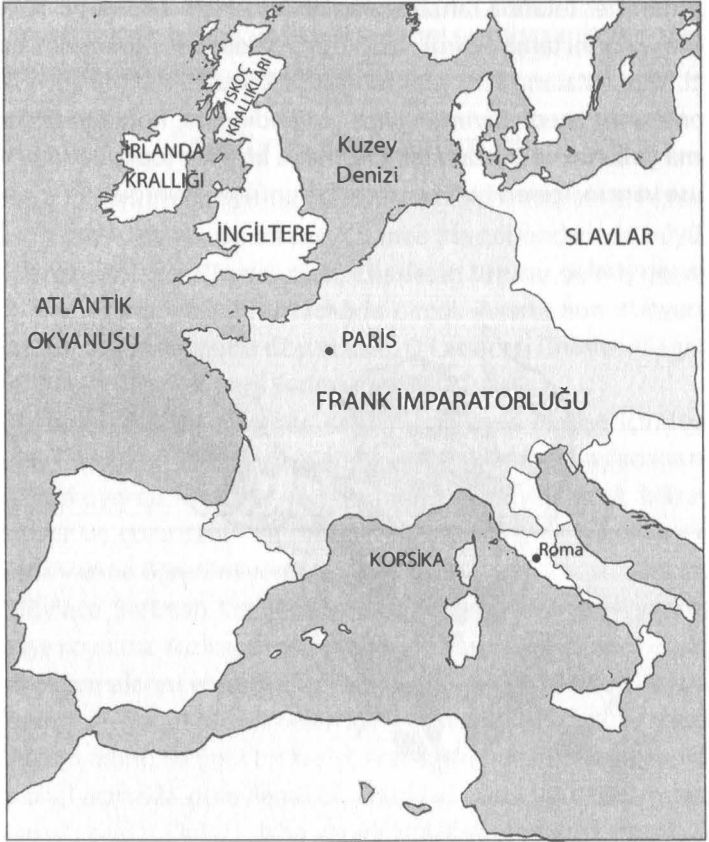 İSKOÇ
KRALLIKLARI
İRLANDA
KRALLIĞI
Kuzey
Denizi
İNGİLTERE
SLAVLAR
ATLANTİK
OKYANUSU
PARİS
FRANK İMPARATORLUĞU
KORSİKA
Roma